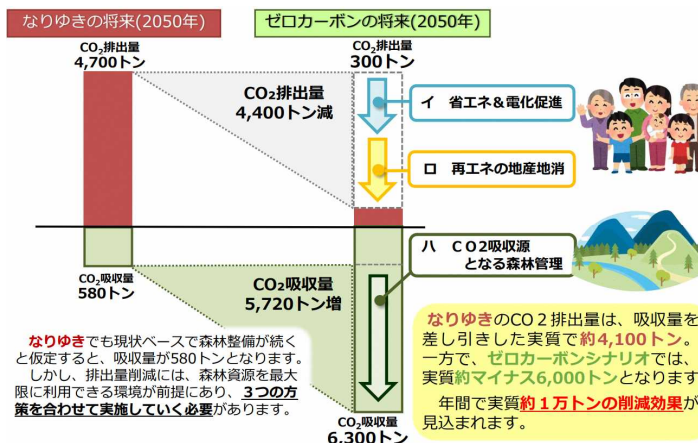 なりゆきの将来(2050年)
ゼロカーボンの将来(2050年)
CO₂排出量
4,700トン
CO₂排出量
300トン
CO₂排出量
4,400トン減
イ 省エネ&電化促進
ロ 再エネの地産地消
ハ CO2吸収源
となる森林管理
CO₂吸収量
580トン
CO₂吸収量
5,720トン増
CO₂吸収量
6,300トン
なりゆきでも現状ベースで森林整備が続く
と仮定すると、吸収量が580トンとなります。
しかし、排出量削減には、森林資源を最大
限に利用できる環境が前提にあり、３つの方
策を合わせて実施していく必要があります。
なりゆきのCO２排出量は、吸収量を
差し引きした実質で約4,100トン。
一方で、ゼロカーボンシナリオでは、
実質約マイナス6,000トンとなります
年間で実質約１万トンの削減効果が
見込まれます。